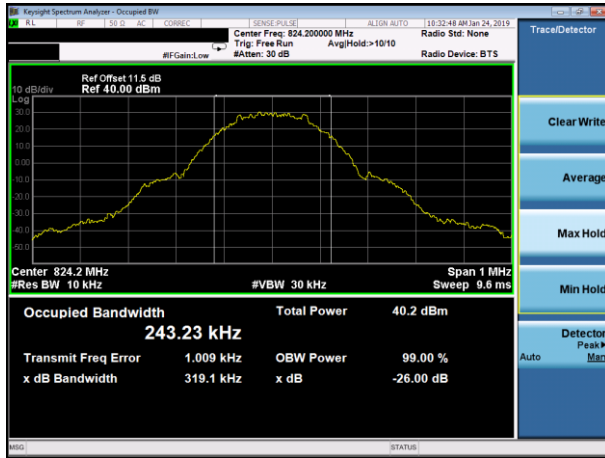 Keysight Spectrum Analyzer - Occupied BW
RL RF 50 Ω AC CORREC SENSE:PULSE ALIGN AUTO 10:32:48 AM Jan 24, 2019
Center Freq: 824.200000 MHz Radio Std: None
Trig: Free Run Avg|Hold:>10/10
#IFGain:Low #Atten: 30 dB Radio Device: BTS
Trace/Detector
Ref Offset 11.5 dB
10 dB/div Ref 40.00 dBm
Log
30.0
20.0
10.0
0.00
-10.0
-20.0
-30.0
-40.0
-50.0
Center 824.2 MHz Span 1 MHz
#Res BW 10 kHz #VBW 30 kHz Sweep 9.6 ms
Occupied Bandwidth Total Power 40.2 dBm
243.23 kHz
Transmit Freq Error 1.009 kHz OBW Power 99.00 %
x dB Bandwidth 319.1 kHz x dB -26.00 dB
Clear Write
Average
Max Hold
Min Hold
Detector
Peak▶
Auto Man
MSG STATUS